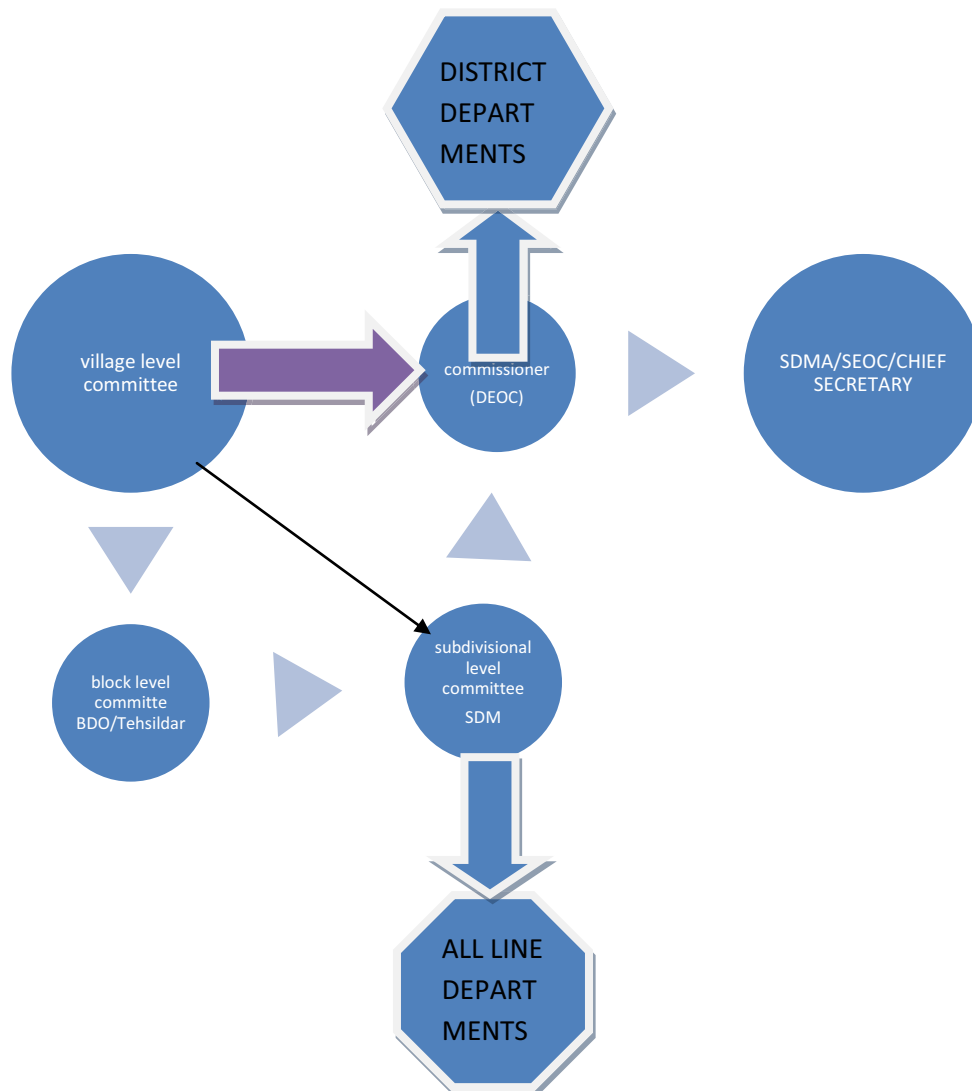 DISTRICT
DEPART
MENTS
village level
committee
commissioner
(DEOC)
SDMA/SEOC/CHIEF
SECRETARY
block level
committe
BDO/Tehsildar
subdivisional
level
committee
SDM
ALL LINE
DEPART
MENTS